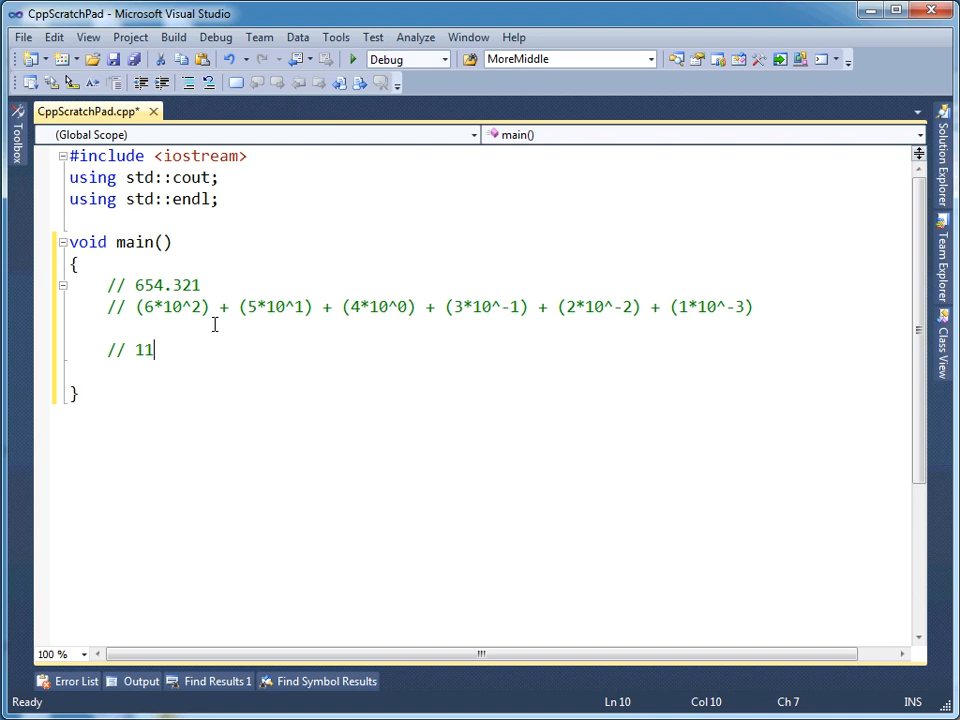 CppScratchPad - Microsoft Visual Studio
File Edit View Project Build Debug Team Data Tools Test Analyze Window Help
Debug MoreMiddle
CppScratchPad.cpp*
(Global Scope) main()
#include <iostream>
using std::cout;
using std::endl;
void main()
{
// 654.321
// (6*10^2) + (5*10^1) + (4*10^0) + (3*10^-1) + (2*10^-2) + (1*10^-3)
// 11
}
Toolbox
Solution Explorer
Team Explorer
Class View
100 %
Error List Output Find Results 1 Find Symbol Results
Ready Ln 10 Col 10 Ch 7 INS